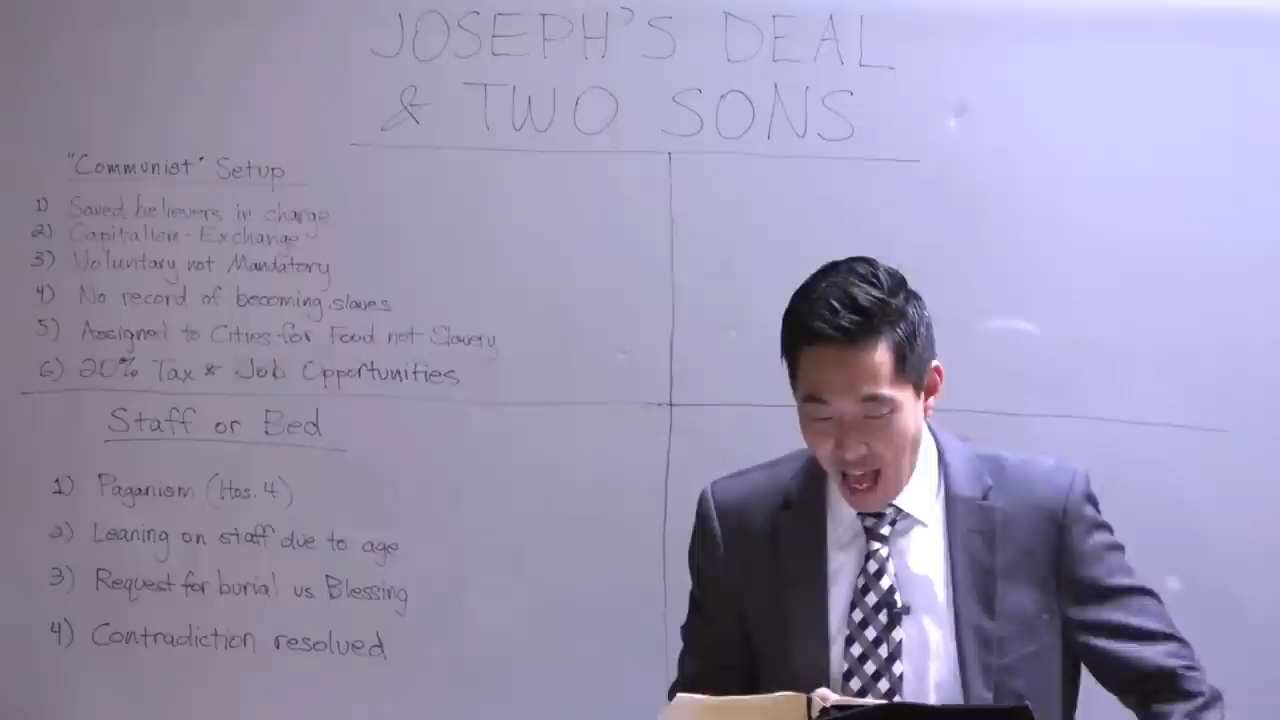 JOSEPH'S DEAL
& TWO SONS
"Communist" Setup
1) Saved believers in charge
2) Capitalism - Exchange
3) Voluntary not Mandatory
4) No record of becoming slaves
5) Assigned to Cities for Food not Slavery
6) 20% Tax & Job Opportunities
Staff or Bed
1) Paganism (Hos. 4)
2) Leaning on staff due to age
3) Request for burial vs. Blessing
4) Contradiction resolved